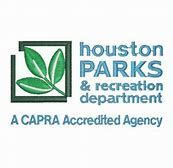 houston
PARKS
& recreation
department
A CAPRA Accredited Agency